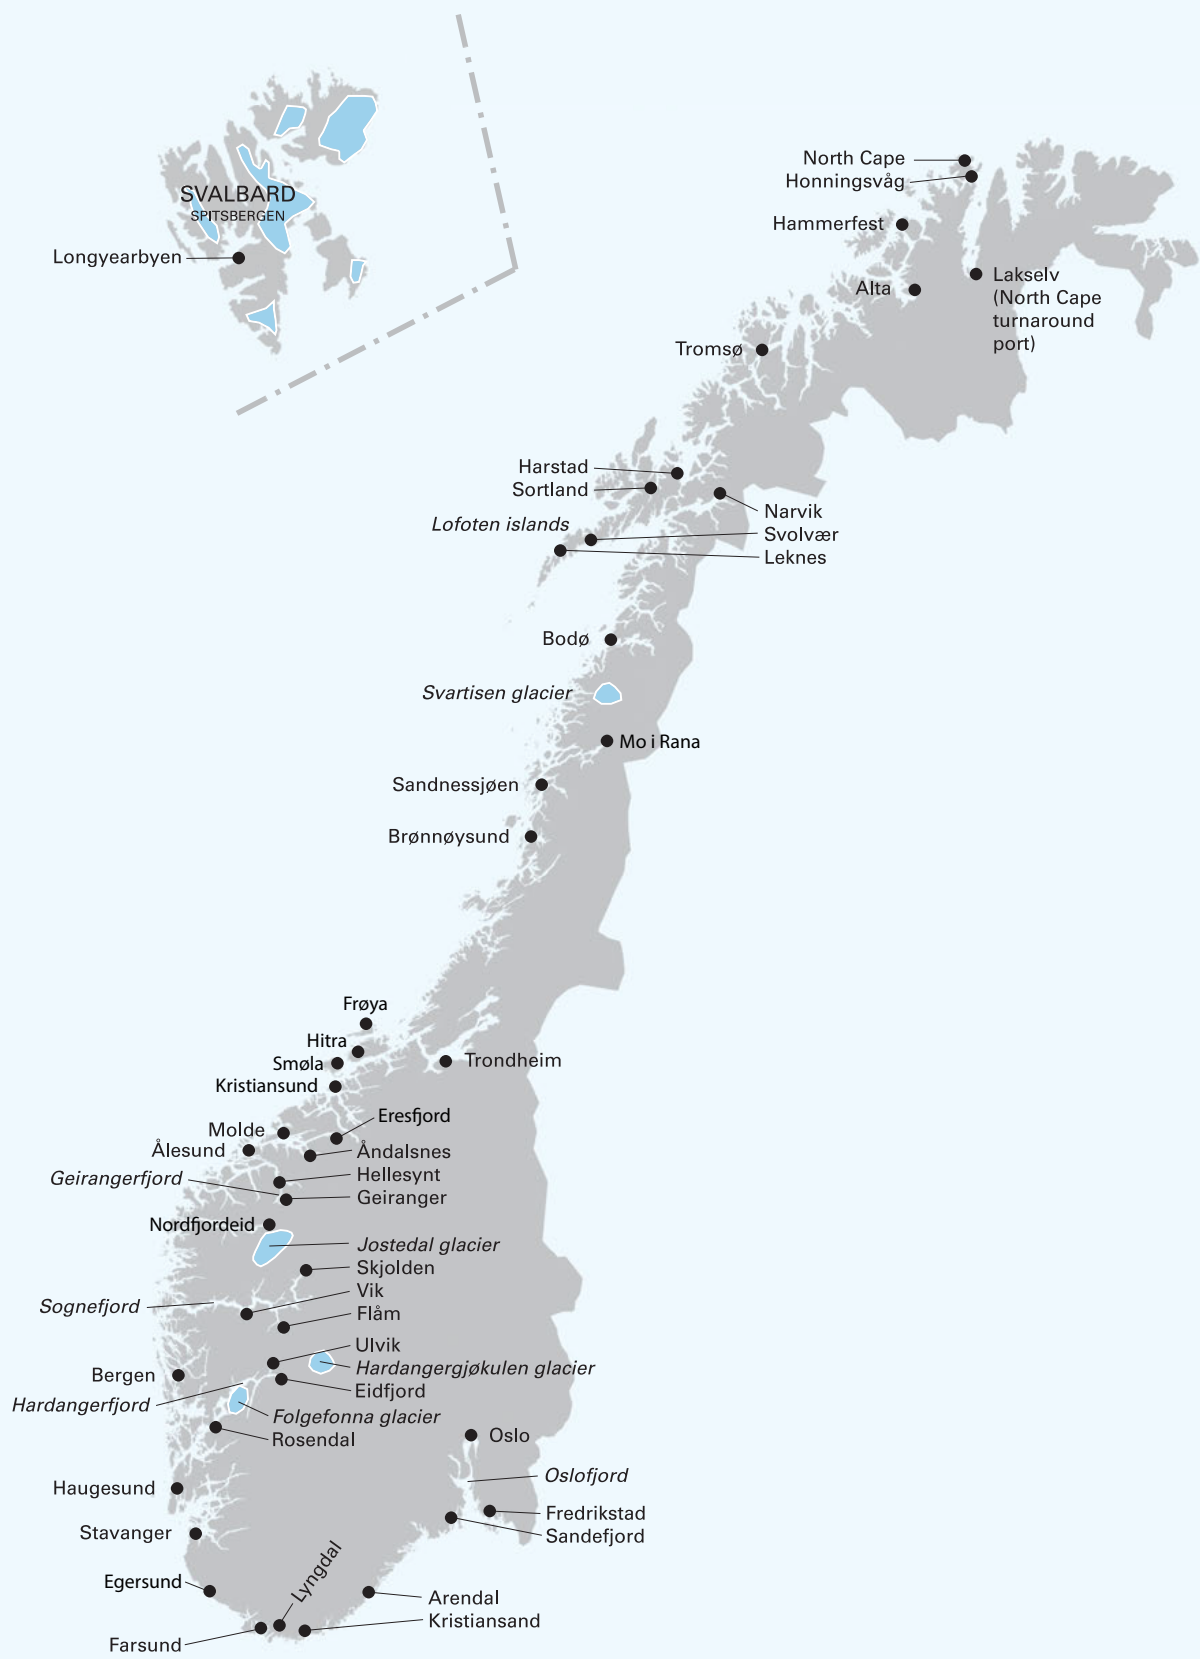 North Cape
Honningsvåg
SVALBARD
SPITSBERGEN
Hammerfest
Longyearbyen
Lakselv
(North Cape
turnaround
port)
Alta
Tromsø
Harstad
Sortland
Narvik
Lofoten islands
Svolvær
Leknes
Bodø
Svartisen glacier
Mo i Rana
Sandnessjøen
Brønnøysund
Frøya
Hitra
Smøla
Trondheim
Kristiansund
Eresfjord
Molde
Ålesund
Åndalsnes
Geirangerfjord
Hellesynt
Geiranger
Nordfjordeid
Jostedal glacier
Skjolden
Vik
Sognefjord
Flåm
Ulvik
Hardangergjøkulen glacier
Bergen
Eidfjord
Hardangerfjord
Folgefonna glacier
Rosendal
Oslo
Oslofjord
Haugesund
Fredrikstad
Stavanger
Sandefjord
Lyngdal
Egersund
Arendal
Kristiansand
Farsund